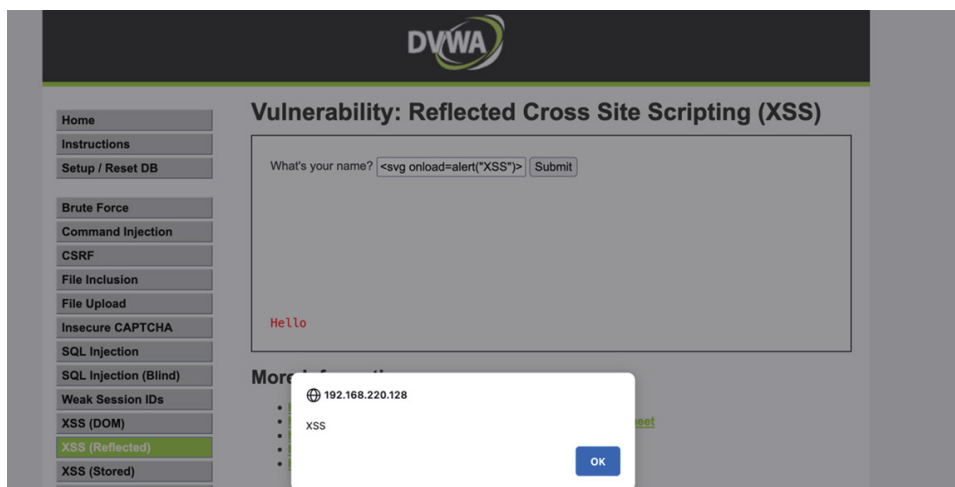 DVWA
Vulnerability: Reflected Cross Site Scripting (XSS)
Home
Instructions
Setup / Reset DB
Brute Force
Command Injection
CSRF
File Inclusion
File Upload
Insecure CAPTCHA
SQL Injection
SQL Injection (Blind)
Weak Session IDs
XSS (DOM)
XSS (Reflected)
XSS (Stored)
What's your name? <svg onload=alert("XSS")> Submit
Hello
More
192.168.220.128
XSS
OK